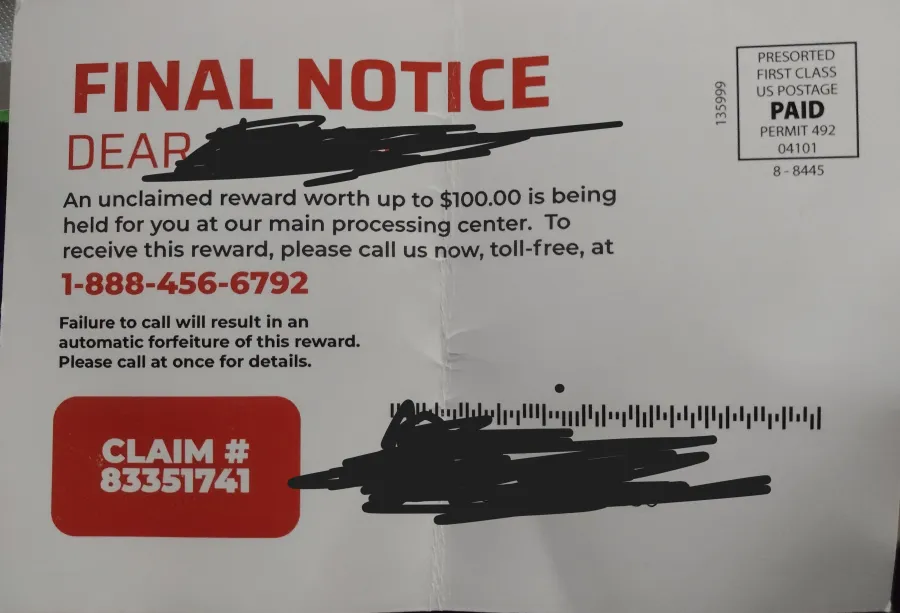 FINAL NOTICE
DEAR
An unclaimed reward worth up to $100.00 is being
held for you at our main processing center. To
receive this reward, please call us now, toll-free, at
1-888-456-6792
Failure to call will result in an
automatic forfeiture of this reward.
Please call at once for details.
CLAIM #
83351741
135999
PRESORTED
FIRST CLASS
US POSTAGE
PAID
PERMIT 492
04101
8 - 8445